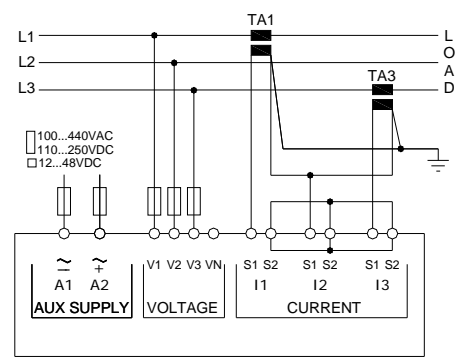 TA1
L1
L
L2
O
TA3
A
L3
D
100...440VAC
110...250VDC
12...48VDC
~ ~
− +
V1 V2 V3 VN
S1 S2 S1 S2 S1 S2
A1 A2
I1 I2 I3
AUX SUPPLY VOLTAGE CURRENT